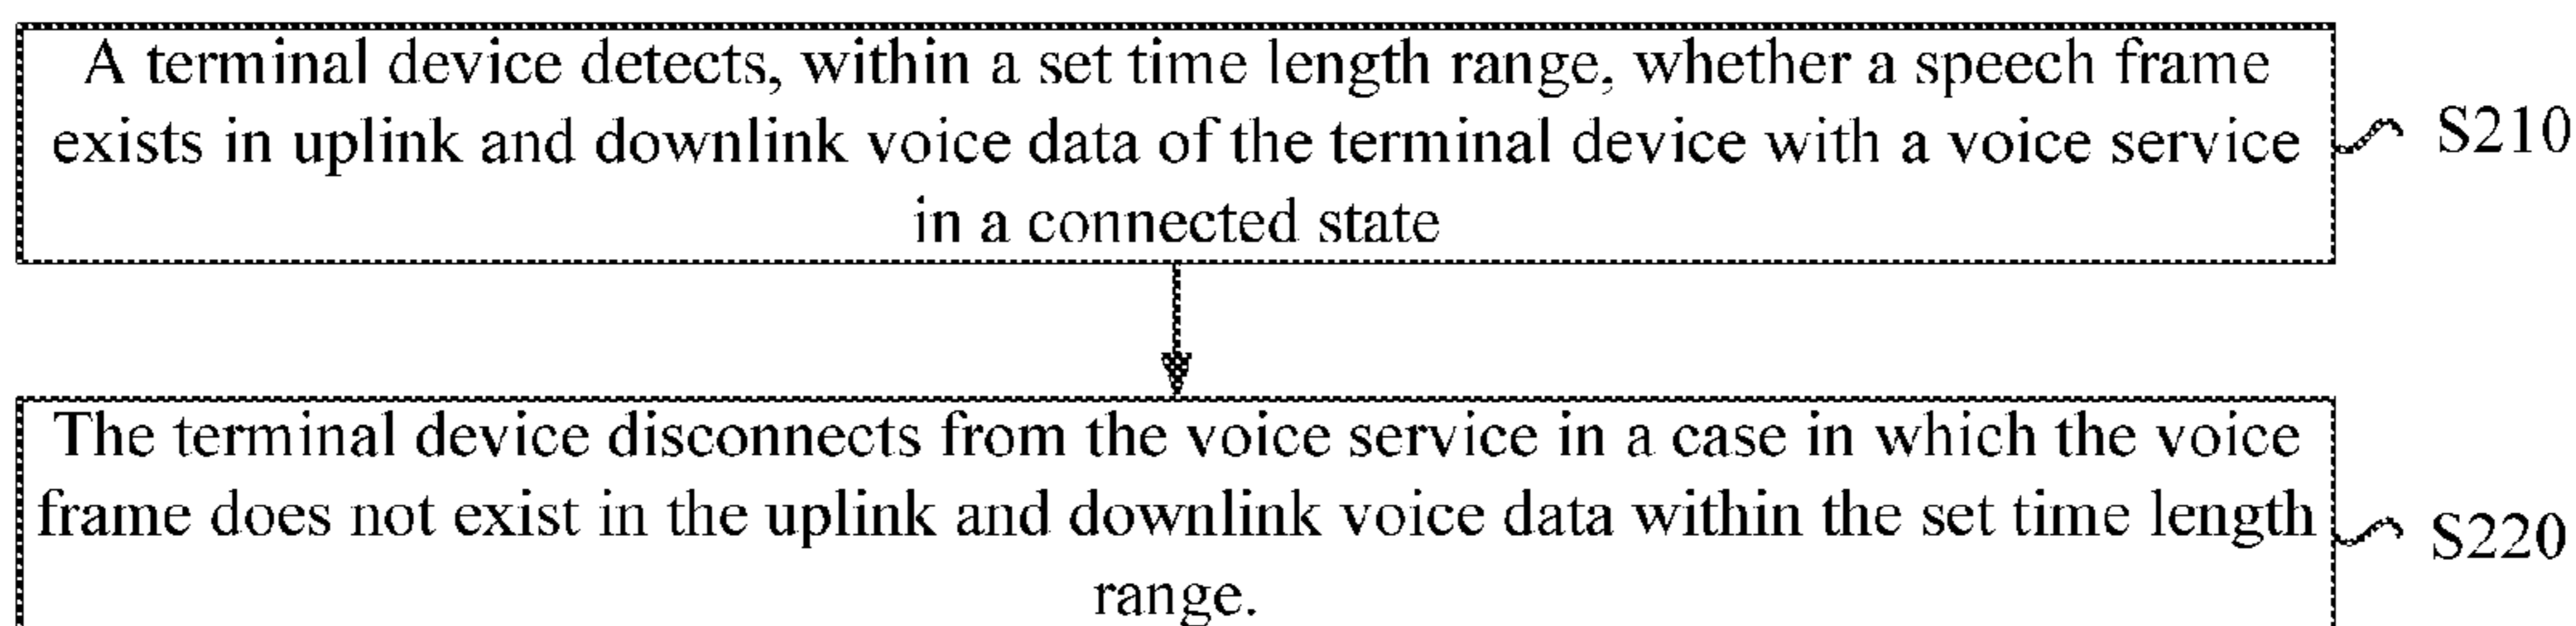 A terminal device detects, within a set time length range, whether a speech frame
exists in uplink and downlink voice data of the terminal device with a voice service
in a connected state
S210
The terminal device disconnects from the voice service in a case in which the voice
frame does not exist in the uplink and downlink voice data within the set time length
range.
S220